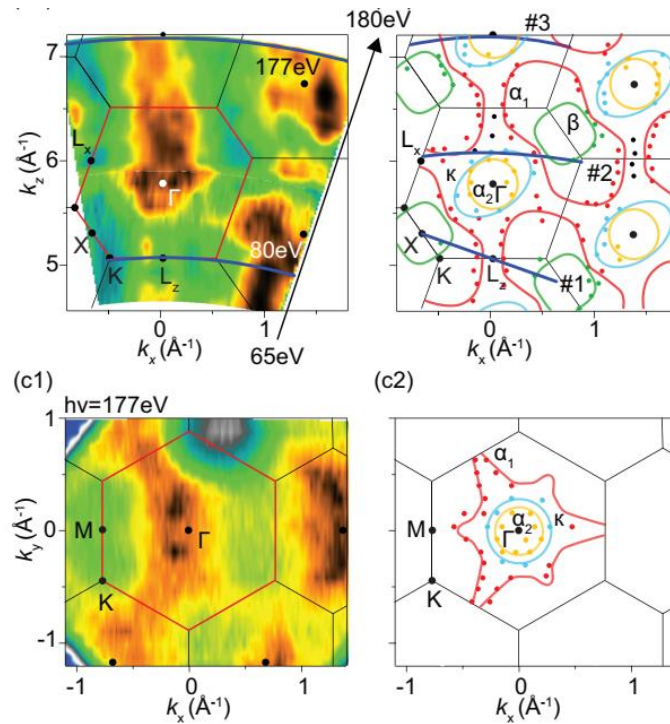 180eV
7
6
5
k_z (Å⁻¹)
177eV
L_x
Γ
80eV
X
K
L_z
0
1
k_x (Å⁻¹)
65eV
#3
α₁
β
L_x
κ
#2
α₂Γ
X
K
L_z
#1
0
1
k_x (Å⁻¹)
(c1)
hν=177eV
1
0
-1
k_y (Å⁻¹)
M
Γ
K
-1
0
1
k_x (Å⁻¹)
(c2)
α₁
α₂
κ
Γ
M
K
-1
0
1
k_x (Å⁻¹)